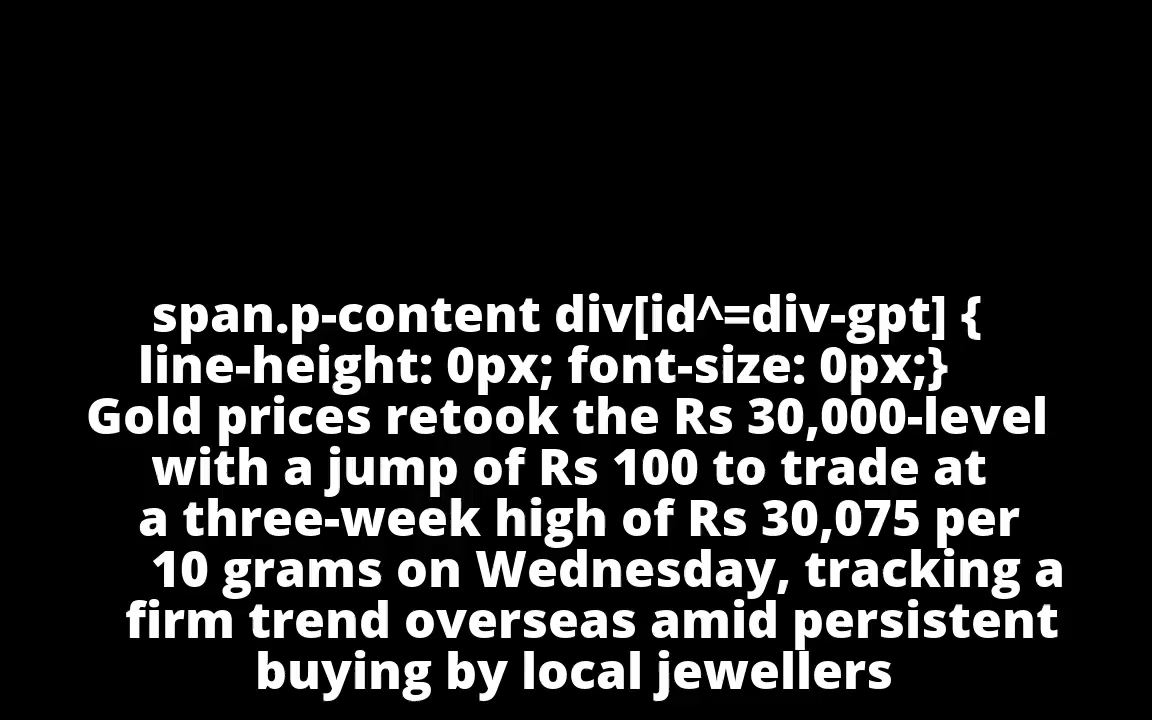 span.p-content div[id^=div-gpt] {
line-height: 0px; font-size: 0px;}
Gold prices retook the Rs 30,000-level
with a jump of Rs 100 to trade at
a three-week high of Rs 30,075 per
10 grams on Wednesday, tracking a
firm trend overseas amid persistent
buying by local jewellers